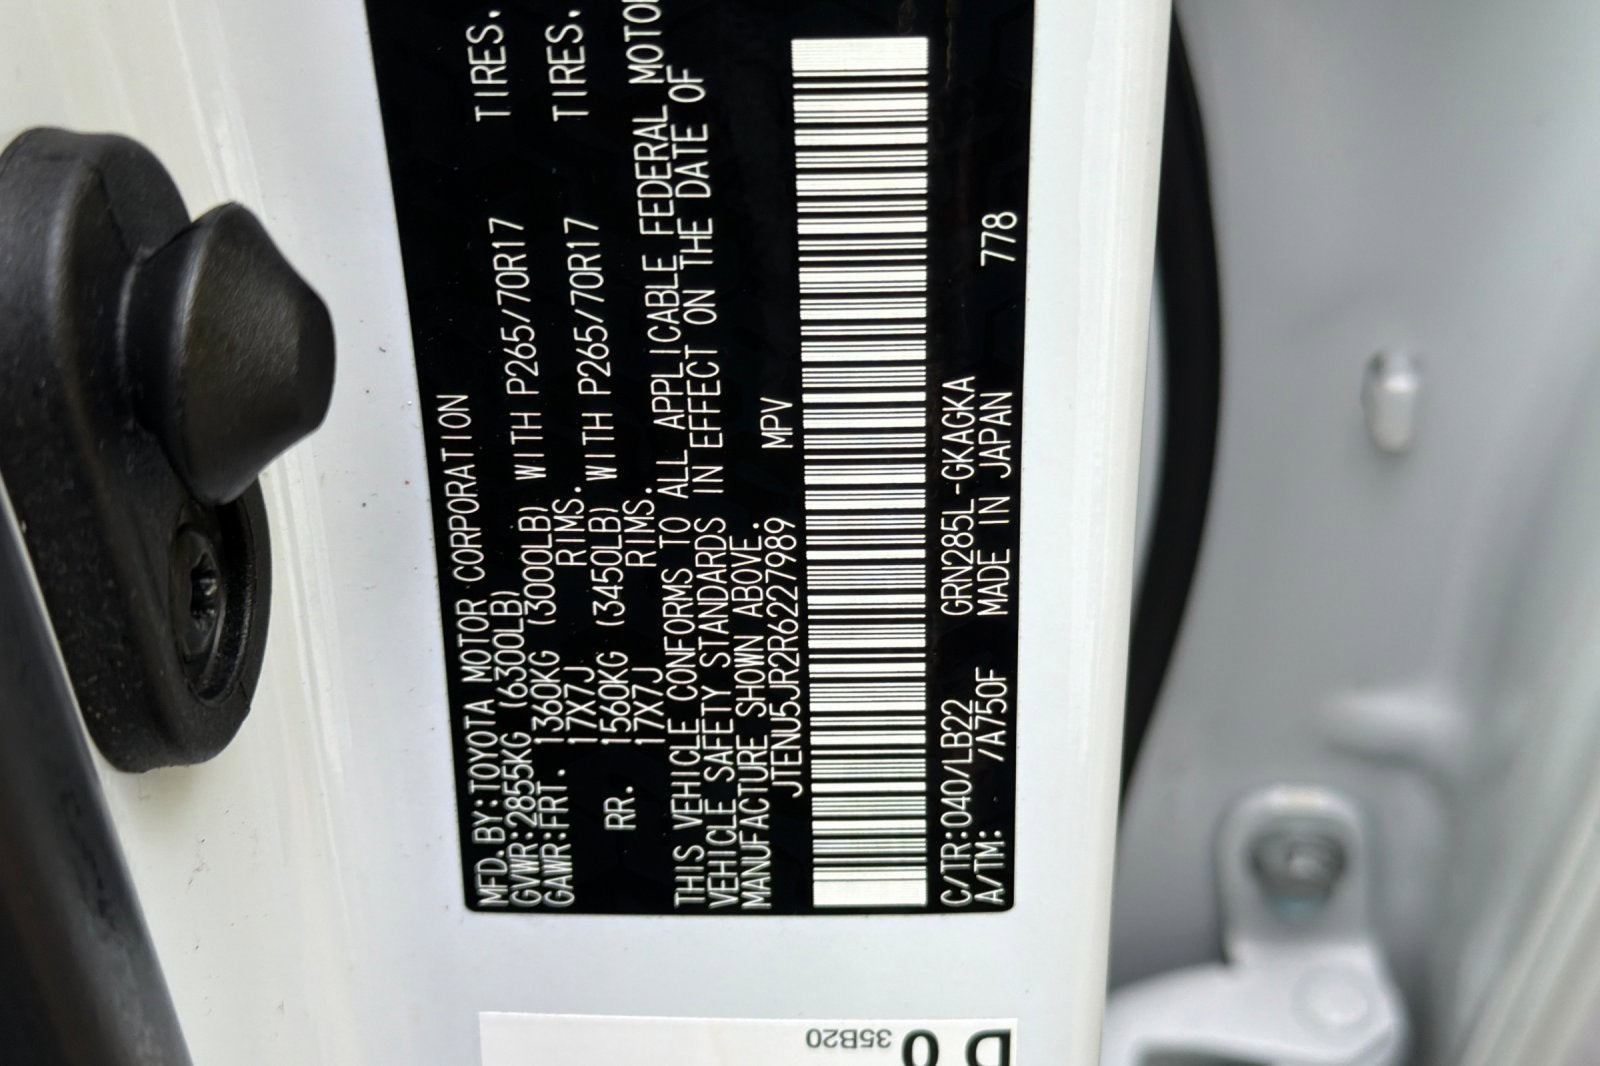 MFD.BY:TOYOTA MOTOR CORPORATION
GVWR:2855KG (6300LB)
GAWR:FRT. 1360KG (3000LB) WITH P265/70R17 TIRES.
17X7J RIMS.
RR. 1560KG (3450LB) WITH P265/70R17 TIRES.
17X7J RIMS.
THIS VEHICLE CONFORMS TO ALL APPLICABLE FEDERAL MOTO
VEHICLE SAFETY STANDARDS IN EFFECT ON THE DATE OF
MANUFACTURE SHOWN ABOVE.
JTENU5JR2R6227989 MPV
C/TR:040/LB22 GRN285L-GKAGKA 778
A/TM: /A750F MADE IN JAPAN
35B20